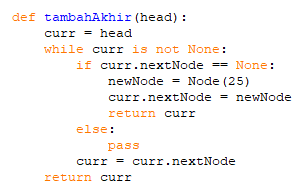 def tambahAkhir(head):
    curr = head
    while curr is not None:
        if curr.nextNode == None:
            newNode = Node(25)
            curr.nextNode = newNode
            return curr
        else:
            pass
        curr = curr.nextNode
    return curr